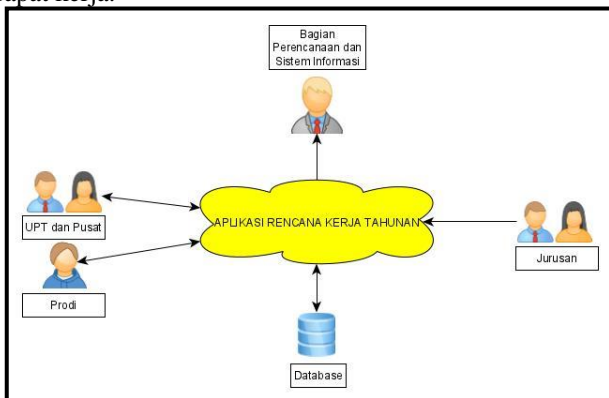 Bagian
Perencanaan dan
Sistem Informasi
UPT dan Pusat
APLIKASI RENCANA KERJA TAHUNAN
Prodi
Jurusan
Database